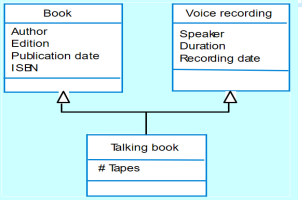 Book
Author
Edition
Publication date
ISBN
Voice recording
Speaker
Duration
Recording date
Talking book
# Tapes